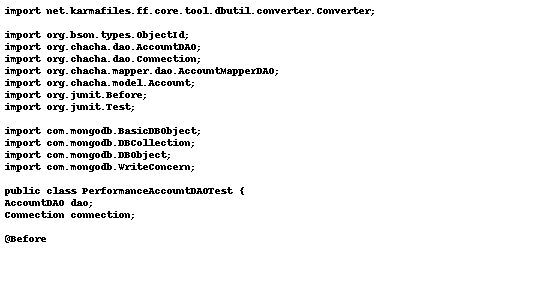 import net.karmafiles.ff.core.tool.dbutil.converter.Converter;

import org.bson.types.ObjectId;
import org.chacha.dao.AccountDAO;
import org.chacha.dao.Connection;
import org.chacha.mapper.dao.AccountMapperDAO;
import org.chacha.model.Account;
import org.junit.Before;
import org.junit.Test;

import com.mongodb.BasicDBObject;
import com.mongodb.DBCollection;
import com.mongodb.DBObject;
import com.mongodb.WriteConcern;

public class PerformanceAccountDAOTest {
AccountDAO dao;
Connection connection;

@Before